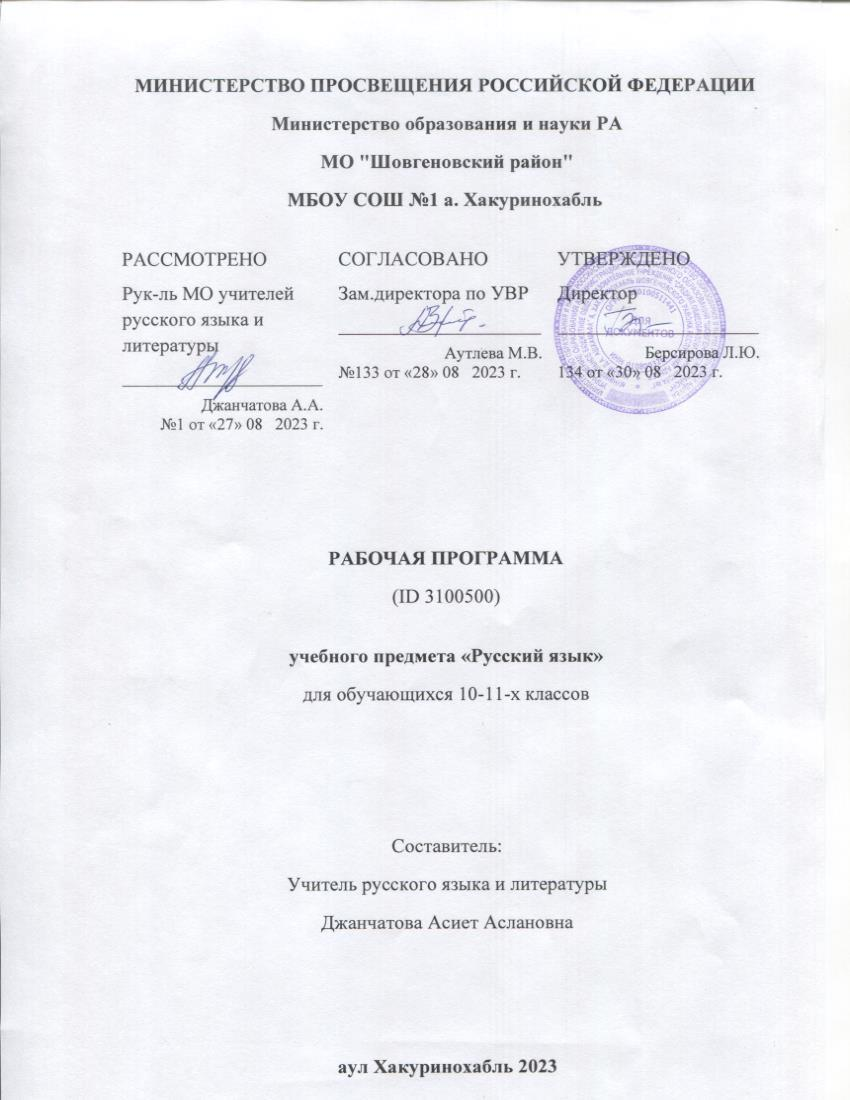 МИНИСТЕРСТВО ПРОСВЕЩЕНИЯ РОССИЙСКОЙ ФЕДЕРАЦИИ
Министерство образования и науки РА
МО "Шовгеновский район"
МБОУ СОШ №1 а. Хакуринохабль
РАССМОТРЕНО
Рук-ль МО учителей
русского языка и
литературы
Джанчатова А.А.
№1 от «27» 08 2023 г.
СОГЛАСОВАНО
Зам.директора по УВР
Аутлева М.В.
№133 от «28» 08 2023 г.
УТВЕРЖДЕНО
Директор
ДЛЯ
ДОКУМЕНТОВ
Берсирова Л.Ю.
134 от «30» 08 2023 г.
РАБОЧАЯ ПРОГРАММА
(ID 3100500)
учебного предмета «Русский язык»
для обучающихся 10-11-х классов
Составитель:
Учитель русского языка и литературы
Джанчатова Асиет Аслановна
аул Хакуринохабль 2023